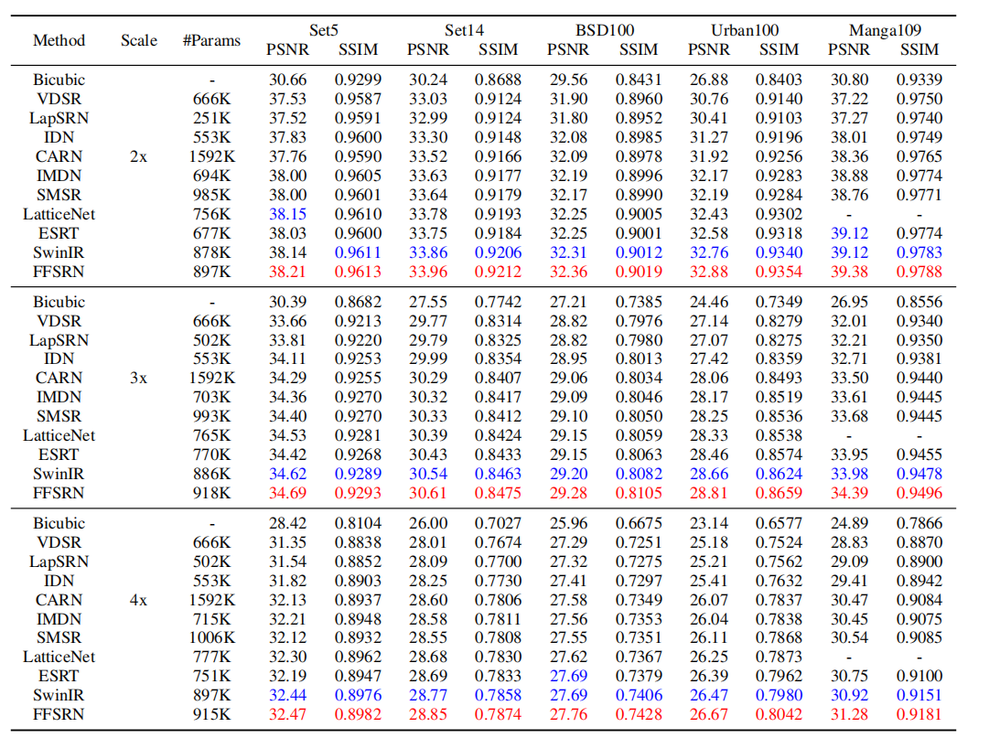 Method Scale #Params Set5 Set14 BSD100 Urban100 Manga109
PSNR SSIM PSNR SSIM PSNR SSIM PSNR SSIM PSNR SSIM
Bicubic - 30.66 0.9299 30.24 0.8688 29.56 0.8431 26.88 0.8403 30.80 0.9339
VDSR 666K 37.53 0.9587 33.03 0.9124 31.90 0.8960 30.76 0.9140 37.22 0.9750
LapSRN 251K 37.52 0.9591 32.99 0.9124 31.80 0.8952 30.41 0.9103 37.27 0.9740
IDN 553K 37.83 0.9600 33.30 0.9148 32.08 0.8985 31.27 0.9196 38.01 0.9749
CARN 2x 1592K 37.76 0.9590 33.52 0.9166 32.09 0.8978 31.92 0.9256 38.36 0.9765
IMDN 694K 38.00 0.9605 33.63 0.9177 32.19 0.8996 32.17 0.9283 38.88 0.9774
SMSR 985K 38.00 0.9601 33.64 0.9179 32.17 0.8990 32.19 0.9284 38.76 0.9771
LatticeNet 756K 38.15 0.9610 33.78 0.9193 32.25 0.9005 32.43 0.9302 - -
ESRT 677K 38.03 0.9600 33.75 0.9184 32.25 0.9001 32.58 0.9318 39.12 0.9774
SwinIR 878K 38.14 0.9611 33.86 0.9206 32.31 0.9012 32.76 0.9340 39.12 0.9783
FFSRN 897K 38.21 0.9613 33.96 0.9212 32.36 0.9019 32.88 0.9354 39.38 0.9788
Bicubic - 30.39 0.8682 27.55 0.7742 27.21 0.7385 24.46 0.7349 26.95 0.8556
VDSR 666K 33.66 0.9213 29.77 0.8314 28.82 0.7976 27.14 0.8279 32.01 0.9340
LapSRN 502K 33.81 0.9220 29.79 0.8325 28.82 0.7980 27.07 0.8275 32.21 0.9350
IDN 553K 34.11 0.9253 29.99 0.8354 28.95 0.8013 27.42 0.8359 32.71 0.9381
CARN 3x 1592K 34.29 0.9255 30.29 0.8407 29.06 0.8034 28.06 0.8493 33.50 0.9440
IMDN 703K 34.36 0.9270 30.32 0.8417 29.09 0.8046 28.17 0.8519 33.61 0.9445
SMSR 993K 34.40 0.9270 30.33 0.8412 29.10 0.8050 28.25 0.8536 33.68 0.9445
LatticeNet 765K 34.53 0.9281 30.39 0.8424 29.15 0.8059 28.33 0.8538 - -
ESRT 770K 34.42 0.9268 30.43 0.8433 29.15 0.8063 28.46 0.8574 33.95 0.9455
SwinIR 886K 34.62 0.9289 30.54 0.8463 29.20 0.8082 28.66 0.8624 33.98 0.9478
FFSRN 918K 34.69 0.9293 30.61 0.8475 29.28 0.8105 28.81 0.8659 34.39 0.9496
Bicubic - 28.42 0.8104 26.00 0.7027 25.96 0.6675 23.14 0.6577 24.89 0.7866
VDSR 666K 31.35 0.8838 28.01 0.7674 27.29 0.7251 25.18 0.7524 28.83 0.8870
LapSRN 502K 31.54 0.8852 28.09 0.7700 27.32 0.7275 25.21 0.7562 29.09 0.8900
IDN 553K 31.82 0.8903 28.25 0.7730 27.41 0.7297 25.41 0.7632 29.41 0.8942
CARN 4x 1592K 32.13 0.8937 28.60 0.7806 27.58 0.7349 26.07 0.7837 30.47 0.9084
IMDN 715K 32.21 0.8948 28.58 0.7811 27.56 0.7353 26.04 0.7838 30.45 0.9075
SMSR 1006K 32.12 0.8932 28.55 0.7808 27.55 0.7351 26.11 0.7868 30.54 0.9085
LatticeNet 777K 32.30 0.8962 28.68 0.7830 27.62 0.7367 26.25 0.7873 - -
ESRT 751K 32.19 0.8947 28.69 0.7833 27.69 0.7379 26.39 0.7962 30.75 0.9100
SwinIR 897K 32.44 0.8976 28.77 0.7858 27.69 0.7406 26.47 0.7980 30.92 0.9151
FFSRN 915K 32.47 0.8982 28.85 0.7874 27.76 0.7428 26.67 0.8042 31.28 0.9181